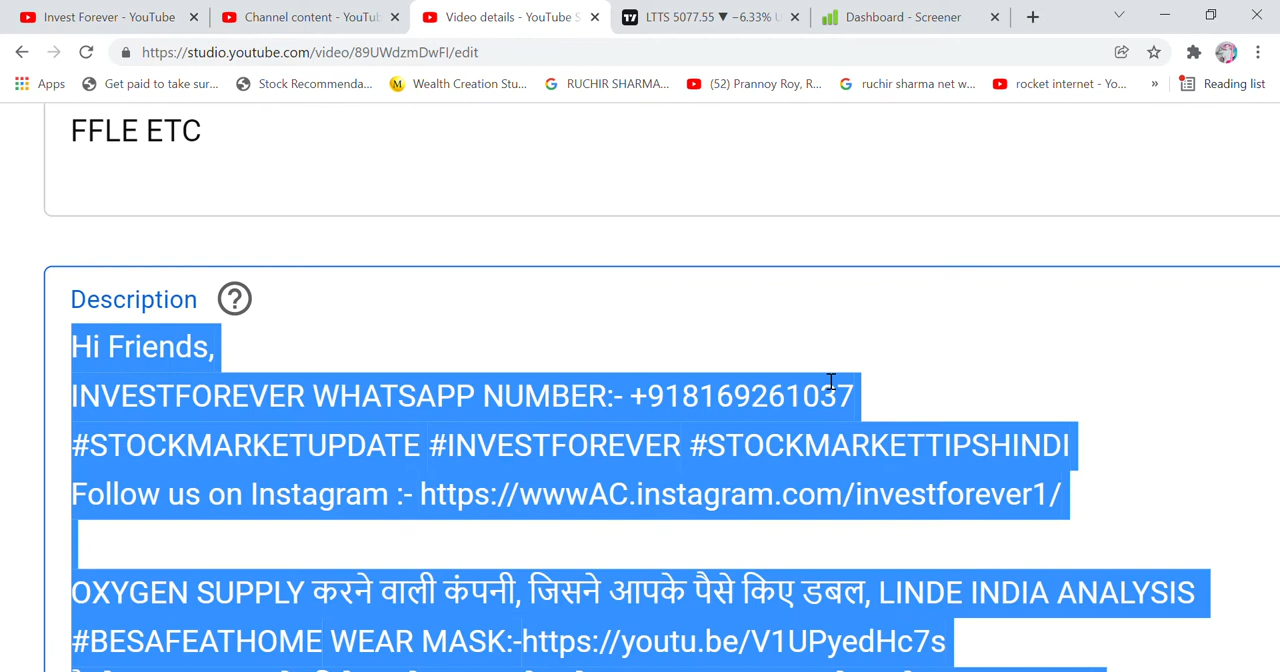 Invest Forever - YouTube
Channel content - YouTu
Video details - YouTube S
LTTS 5077.55 ▼ −6.33% U
Dashboard - Screener
https://studio.youtube.com/video/89UWdzmDwFI/edit
Apps
Get paid to take sur...
Stock Recommenda...
Wealth Creation Stu...
RUCHIR SHARMA...
(52) Prannoy Roy, R...
ruchir sharma net w...
rocket internet - Yo...
»
Reading list
FFLE ETC
Description
Hi Friends,
INVESTFOREVER WHATSAPP NUMBER:- +918169261037
#STOCKMARKETUPDATE #INVESTFOREVER #STOCKMARKETTIPSHINDI
Follow us on Instagram :- https://wwwAC.instagram.com/investforever1/
OXYGEN SUPPLY करने वाली कंपनी, जिसने आपके पैसे किए डबल, LINDE INDIA ANALYSIS
#BESAFEATHOME WEAR MASK:-https://youtu.be/V1UPyedHc7s